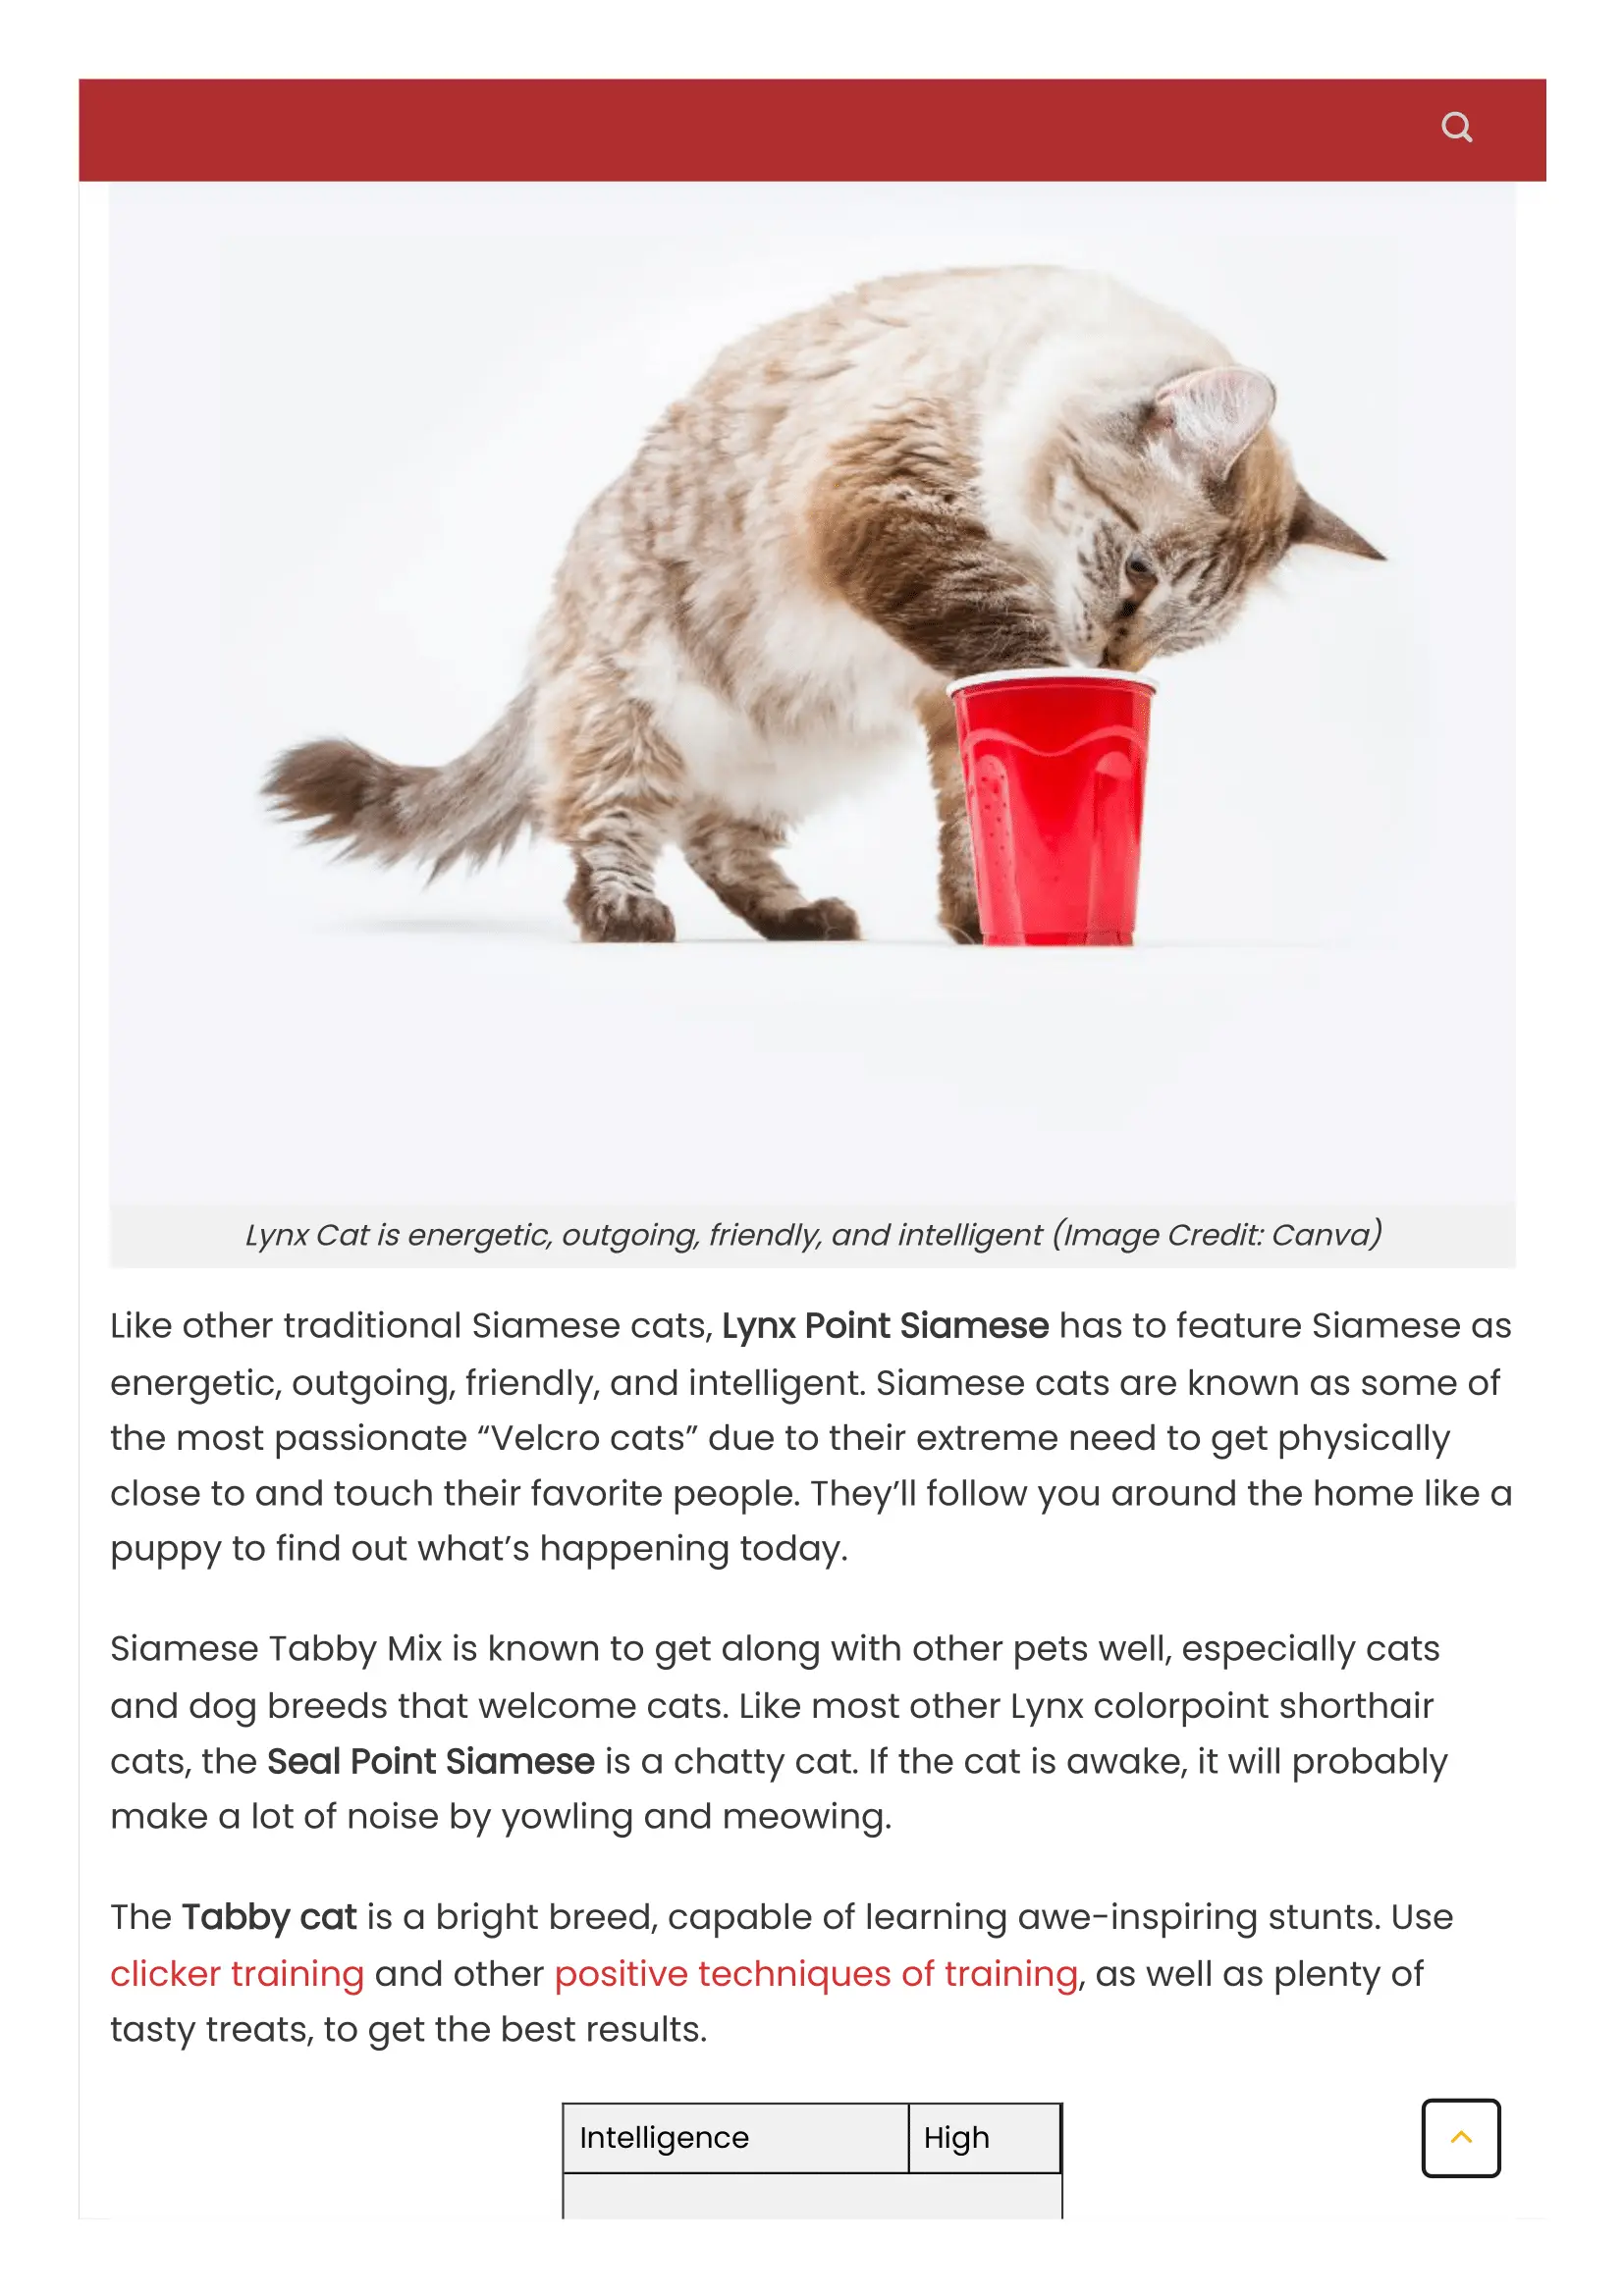 Lynx Cat is energetic, outgoing, friendly, and intelligent (Image Credit: Canva)
Like other traditional Siamese cats, Lynx Point Siamese has to feature Siamese as
energetic, outgoing, friendly, and intelligent. Siamese cats are known as some of
the most passionate “Velcro cats” due to their extreme need to get physically
close to and touch their favorite people. They’ll follow you around the home like a
puppy to find out what’s happening today.
Siamese Tabby Mix is known to get along with other pets well, especially cats
and dog breeds that welcome cats. Like most other Lynx colorpoint shorthair
cats, the Seal Point Siamese is a chatty cat. If the cat is awake, it will probably
make a lot of noise by yowling and meowing.
The Tabby cat is a bright breed, capable of learning awe-inspiring stunts. Use
clicker training and other positive techniques of training, as well as plenty of
tasty treats, to get the best results.
Intelligence High